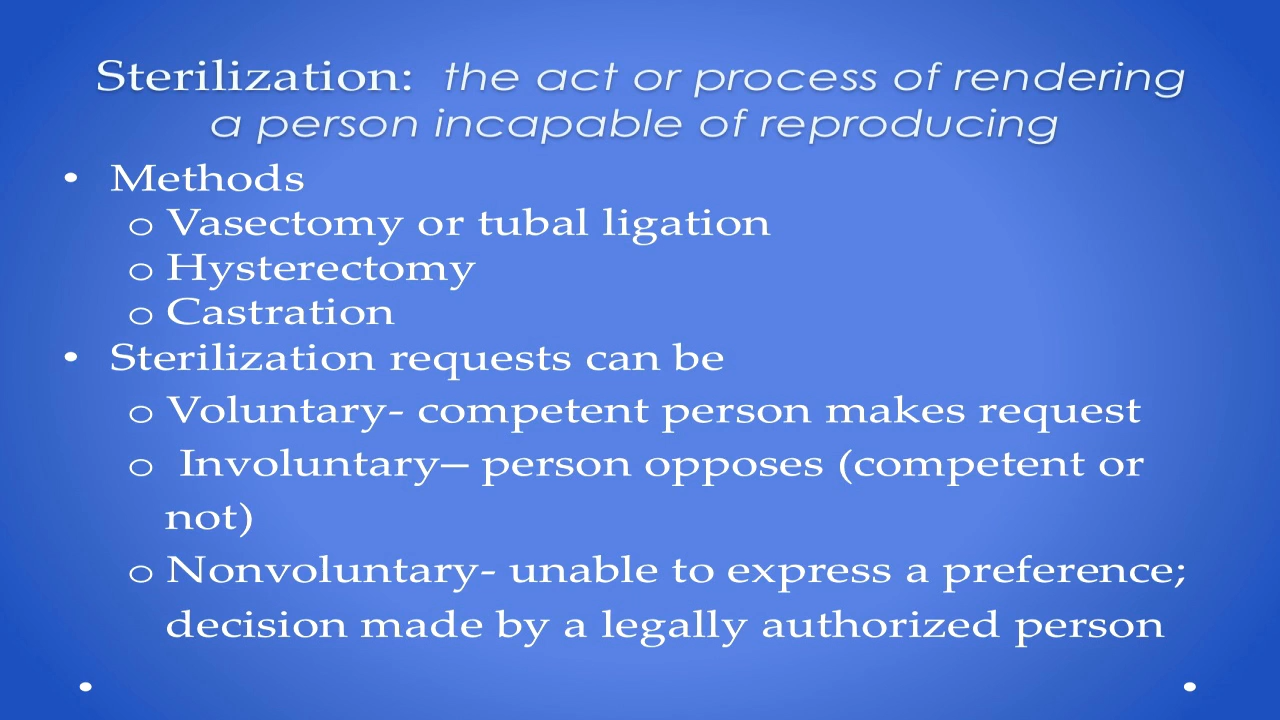 Sterilization: the act or process of rendering
a person incapable of reproducing
• Methods
o Vasectomy or tubal ligation
o Hysterectomy
o Castration
• Sterilization requests can be
o Voluntary- competent person makes request
o Involuntary– person opposes (competent or
not)
o Nonvoluntary- unable to express a preference;
decision made by a legally authorized person